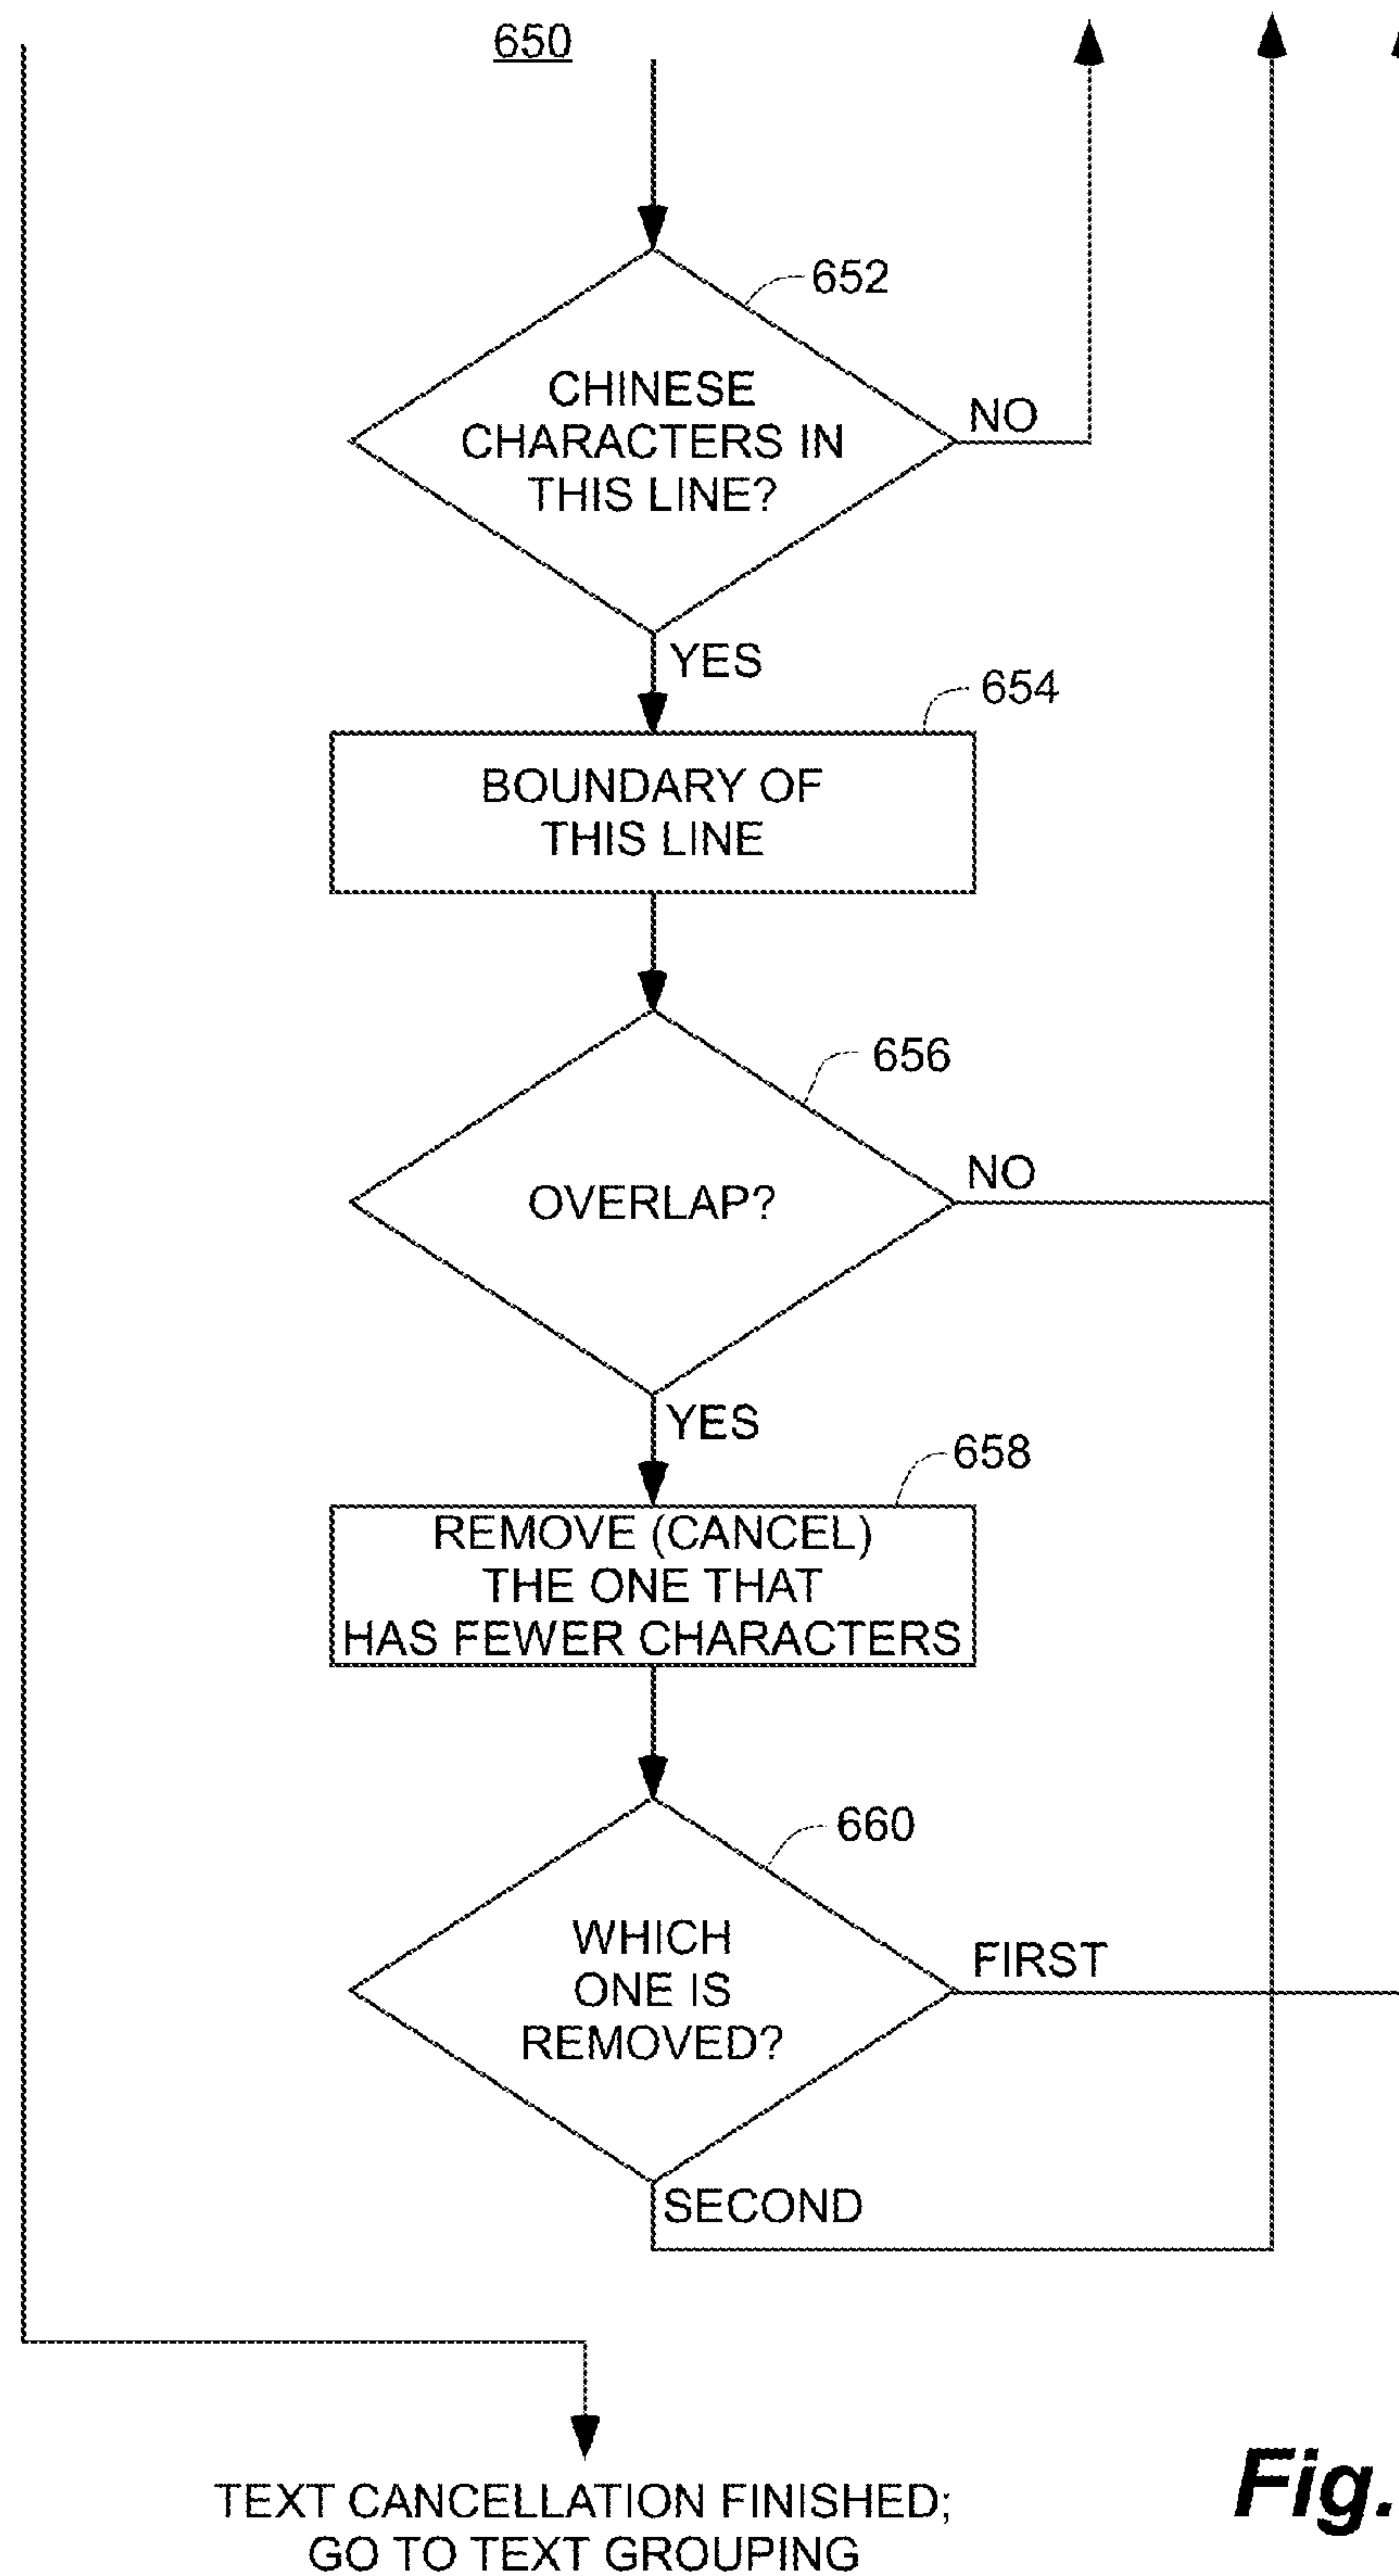 650
652
CHINESE
CHARACTERS IN
THIS LINE?
NO
YES
654
BOUNDARY OF
THIS LINE
656
OVERLAP?
NO
YES
658
REMOVE (CANCEL)
THE ONE THAT
HAS FEWER CHARACTERS
660
WHICH
ONE IS
REMOVED?
FIRST
SECOND
TEXT CANCELLATION FINISHED;
GO TO TEXT GROUPING
Fig.